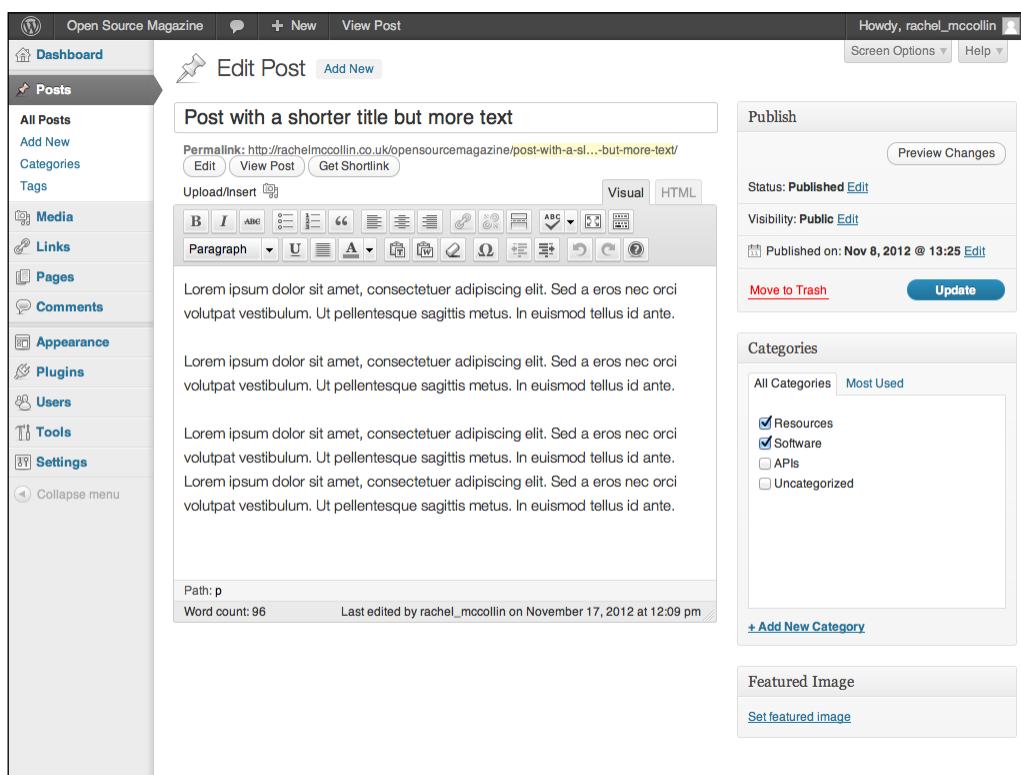 Open Source Magazine + New View Post Howdy, rachel_mccollin
Screen Options Help
Dashboard
Posts
All Posts
Add New
Categories
Tags
Media
Links
Pages
Comments
Appearance
Plugins
Users
Tools
Settings
Collapse menu
Edit Post Add New
Post with a shorter title but more text
Permalink: http://rachelmccollin.co.uk/opensourcemagazine/post-with-a-sl...-but-more-text/
Edit View Post Get Shortlink
Upload/Insert Visual HTML
B I ABC ABC
Paragraph U A T W Ω
Lorem ipsum dolor sit amet, consectetuer adipiscing elit. Sed a eros nec orci
volutpat vestibulum. Ut pellentesque sagittis metus. In euismod tellus id ante.
Lorem ipsum dolor sit amet, consectetuer adipiscing elit. Sed a eros nec orci
volutpat vestibulum. Ut pellentesque sagittis metus. In euismod tellus id ante.
Lorem ipsum dolor sit amet, consectetuer adipiscing elit. Sed a eros nec orci
volutpat vestibulum. Ut pellentesque sagittis metus. In euismod tellus id ante.
Lorem ipsum dolor sit amet, consectetuer adipiscing elit. Sed a eros nec orci
volutpat vestibulum. Ut pellentesque sagittis metus. In euismod tellus id ante.
Path: p
Word count: 96 Last edited by rachel_mccollin on November 17, 2012 at 12:09 pm
Publish
Preview Changes
Status: Published Edit
Visibility: Public Edit
Published on: Nov 8, 2012 @ 13:25 Edit
Move to Trash Update
Categories
All Categories Most Used
Resources
Software
APIs
Uncategorized
+ Add New Category
Featured Image
Set featured image